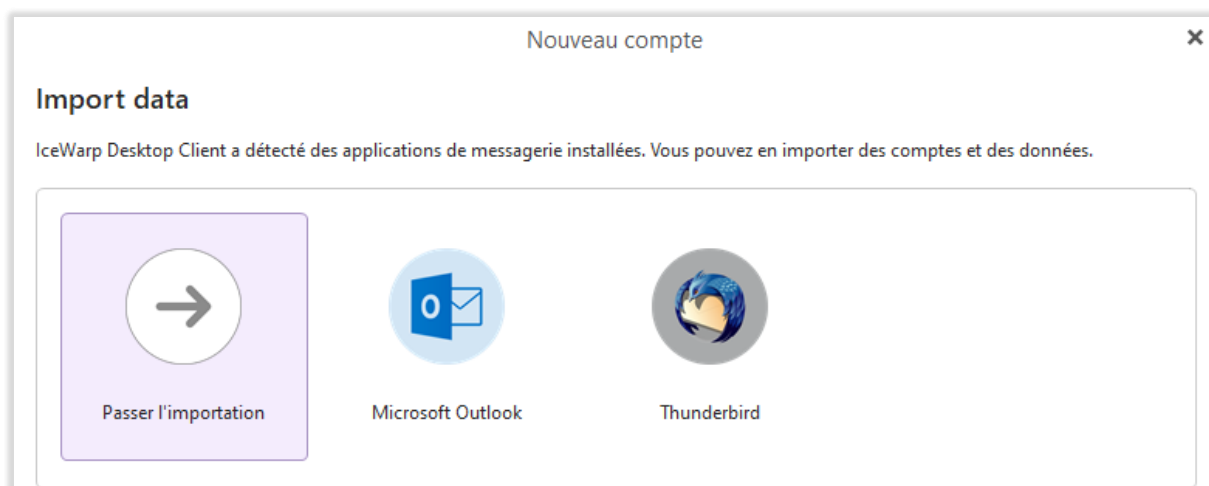 Nouveau compte
Import data
IceWarp Desktop Client a détecté des applications de messagerie installées. Vous pouvez en importer des comptes et des données.
Passer l'importation
Microsoft Outlook
Thunderbird